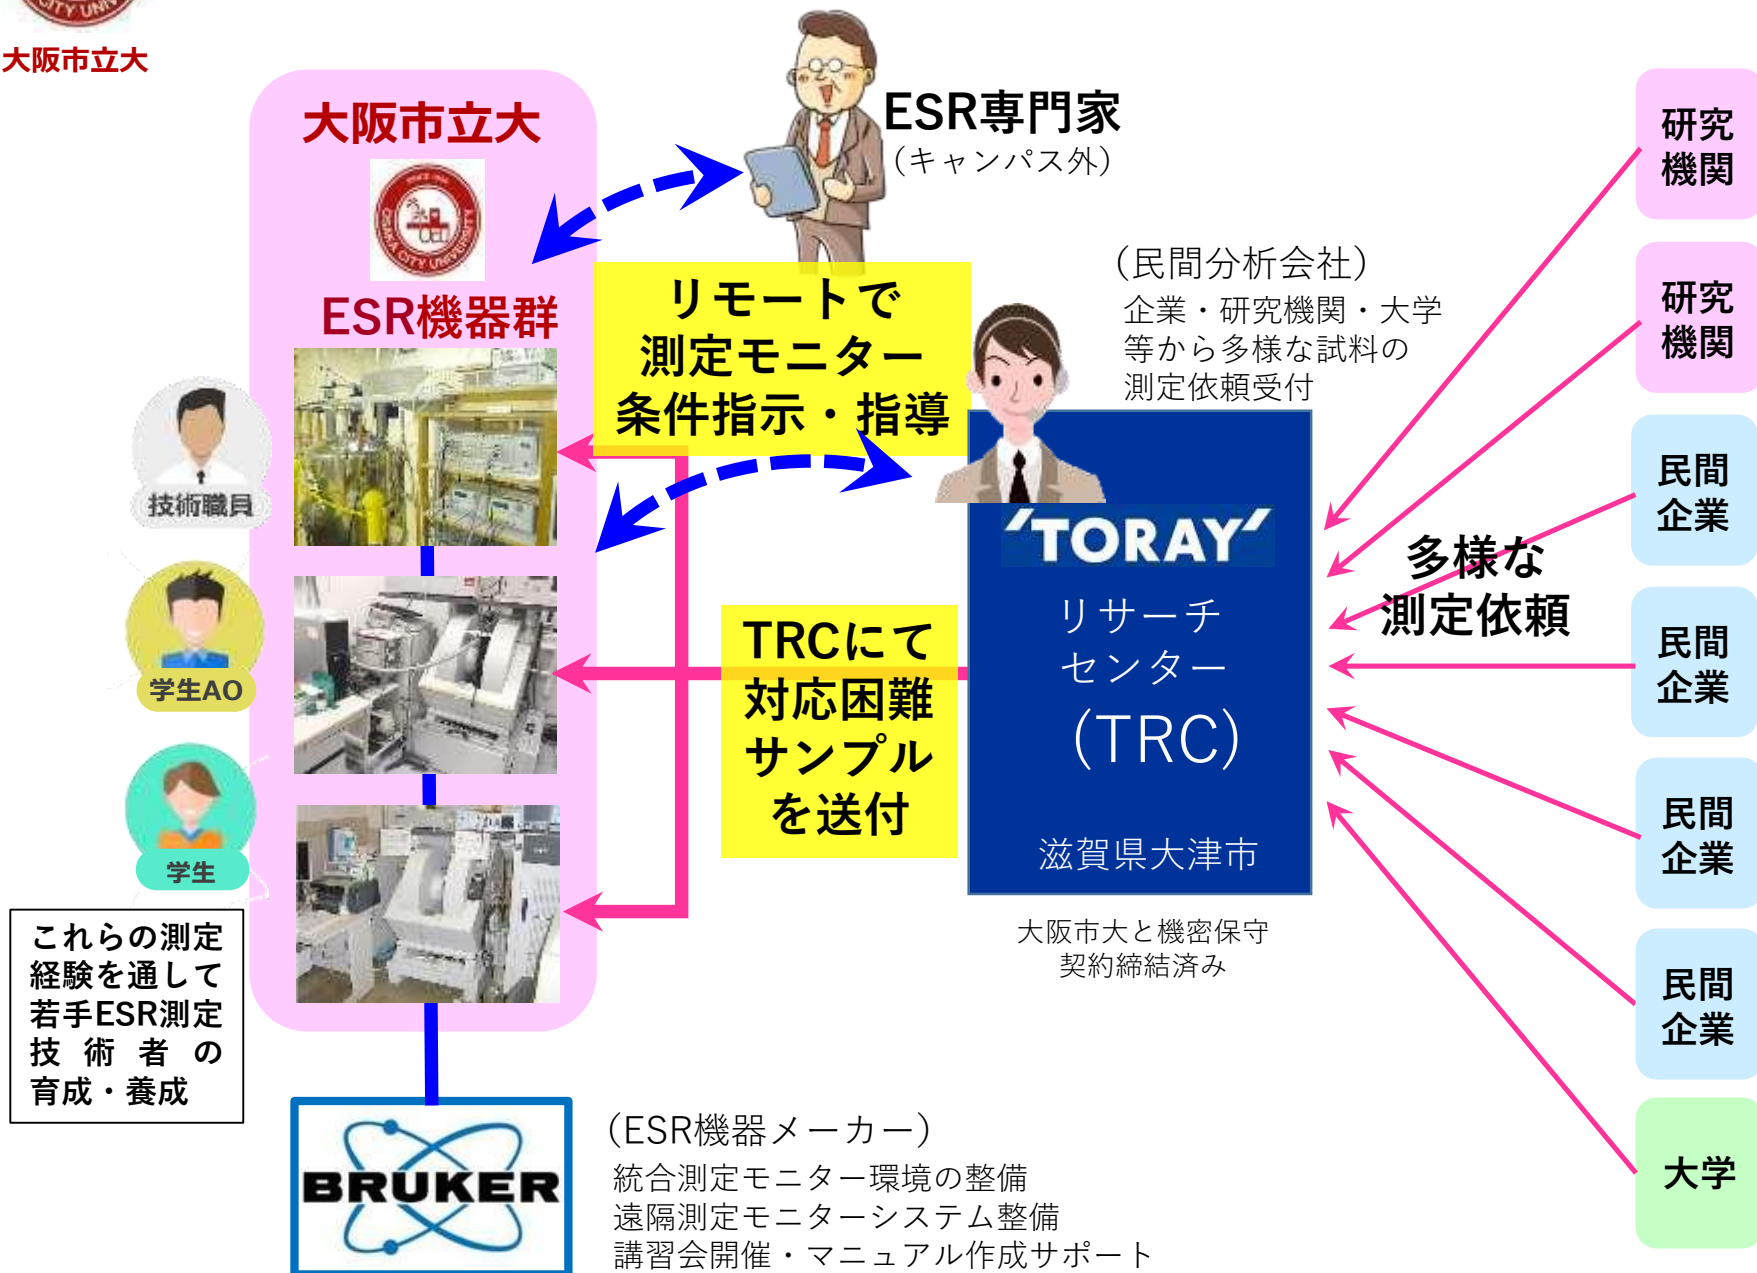 CITY UNIV
大阪市立大
大阪市立大
OSAKA CITY UNIVERSITY
ESR機器群
ESR専門家
（キャンパス外）
リモートで
測定モニター
条件指示・指導
（民間分析会社）
企業・研究機関・大学
等から多様な試料の
測定依頼受付
技術職員
学生AO
学生
これらの測定
経験を通して
若手ESR測定
技術者の
育成・養成
TRCにて
対応困難
サンプル
を送付
'TORAY'
リサーチ
センター
（TRC）
滋賀県大津市
大阪市大と機密保守
契約締結済み
多様な
測定依頼
研究
機関
研究
機関
民間
企業
民間
企業
民間
企業
民間
企業
大学
BRUKER
（ESR機器メーカー）
統合測定モニター環境の整備
遠隔測定モニターシステム整備
講習会開催・マニュアル作成サポート